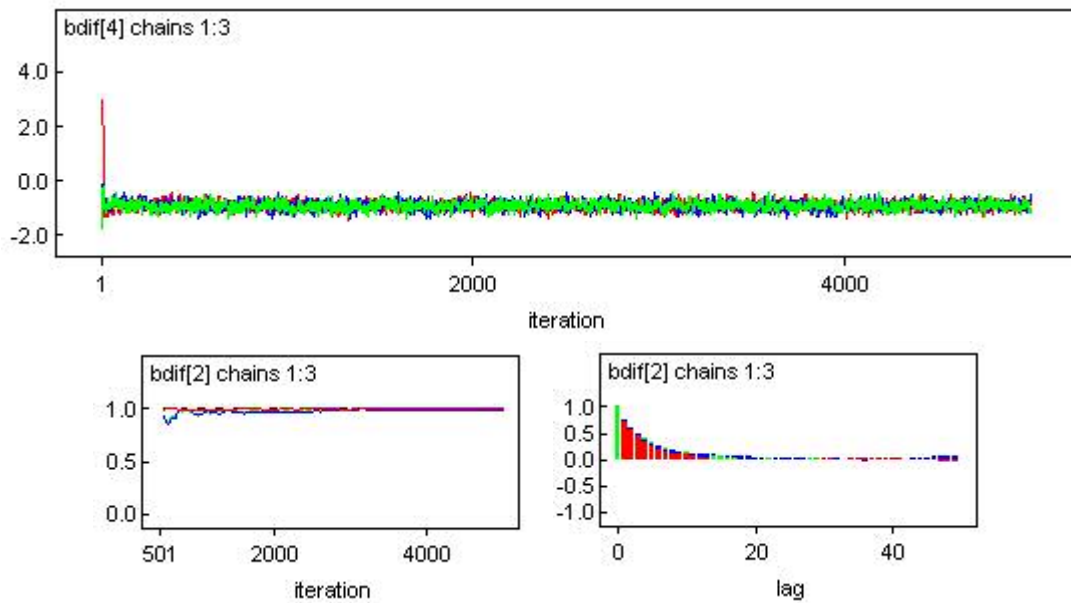 bdif[4] chains 1:3
4.0
2.0
0.0
-2.0
1 2000 4000
iteration
bdif[2] chains 1:3
1.0
0.5
0.0
501 2000 4000
iteration
bdif[2] chains 1:3
1.0
0.5
0.0
-0.5
-1.0
0 20 40
lag